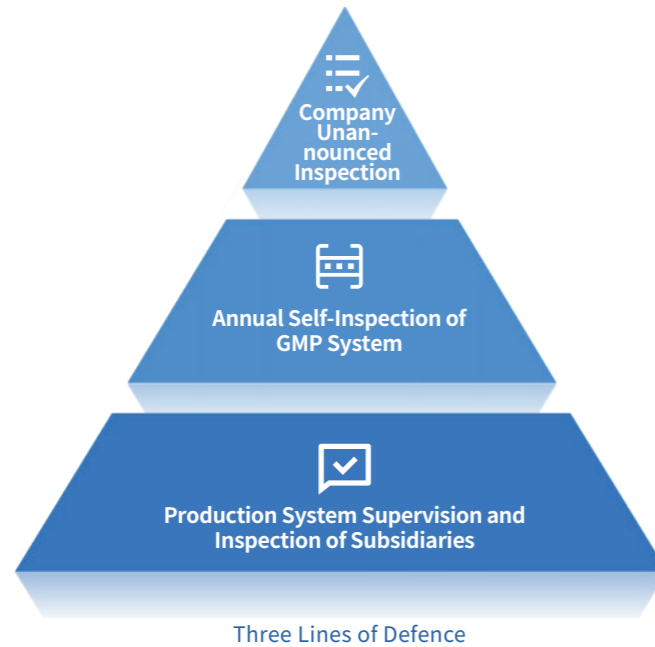 Company
Unan-
nounced
Inspection
Annual Self-Inspection of
GMP System
Production System Supervision and
Inspection of Subsidiaries
Three Lines of Defence